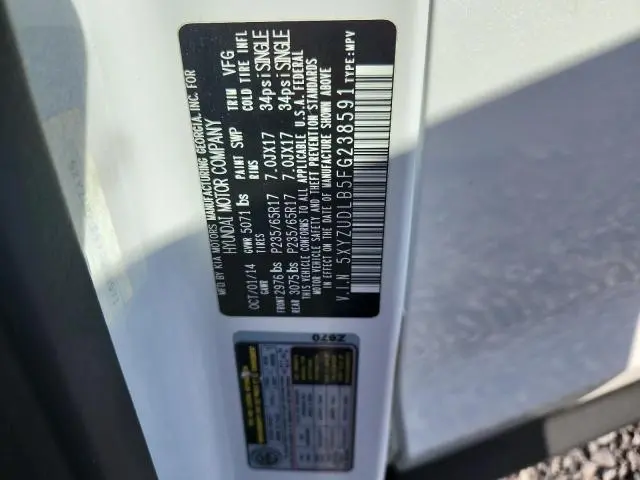 MFD BY KIA MOTORS MANUFACTURING GEORGIA, INC. FOR
HYUNDAI MOTOR COMPANY
OCT/01/14 GVWR 5071 lbs PAINT SWP TRIM VFG
GAWR TIRES RIMS COLD TIRE INFL
FRONT 2976 lbs P235/65R17 7.0JX17 34psi SINGLE
REAR 3075 lbs P235/65R17 7.0JX17 34psi SINGLE
THIS VEHICLE CONFORMS TO ALL APPLICABLE U.S.A. FEDERAL
MOTOR VEHICLE SAFETY AND THEFT PREVENTION STANDARDS
IN EFFECT ON THE DATE OF MANUFACTURE SHOWN ABOVE
V.I.N 5XYZUDLB5FG238591 TYPE:MPV
Z670